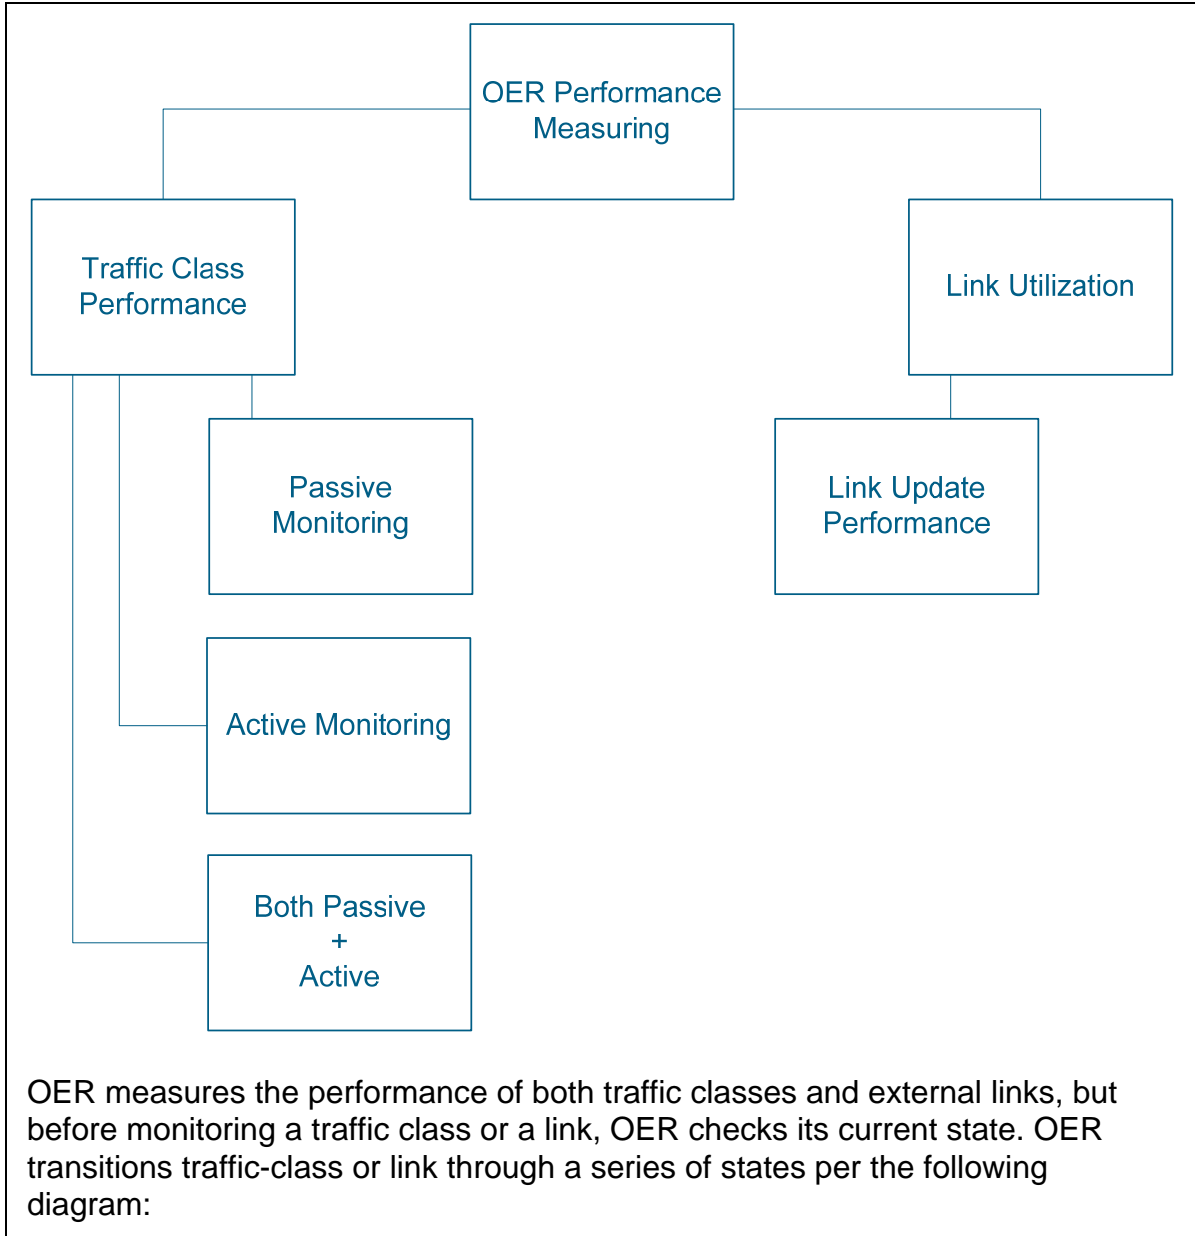 OER Performance
Measuring
Traffic Class
Performance
Link Utilization
Passive
Monitoring
Link Update
Performance
Active Monitoring
Both Passive
+
Active
OER measures the performance of both traffic classes and external links, but
before monitoring a traffic class or a link, OER checks its current state. OER
transitions traffic-class or link through a series of states per the following
diagram: